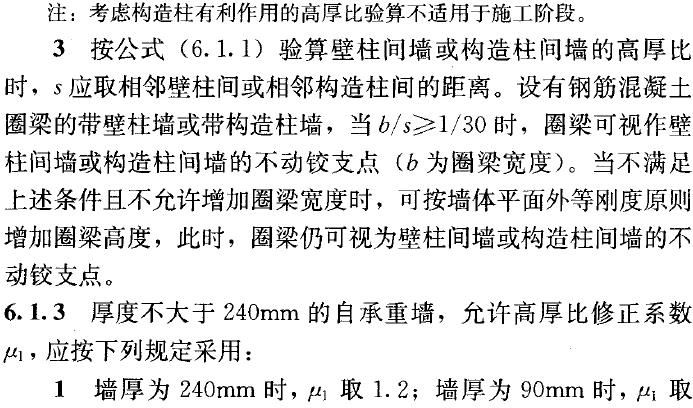 注：考虑构造柱有利作用的高厚比验算不适用于施工阶段。
3 按公式（6.1.1）验算壁柱间墙或构造柱间墙的高厚比
时，s 应取相邻壁柱间或相邻构造柱间的距离。设有钢筋混凝土
圈梁的带壁柱墙或带构造柱墙，当 b/s≥1/30 时，圈梁可视作壁
柱间墙或构造柱间墙的不动铰支点（b 为圈梁宽度）。当不满足
上述条件且不允许增加圈梁宽度时，可按墙体平面外等刚度原则
增加圈梁高度，此时，圈梁仍可视为壁柱间墙或构造柱间墙的不
动铰支点。
6.1.3 厚度不大于 240mm 的自承重墙，允许高厚比修正系数
μ₁，应按下列规定采用：
1 墙厚为 240mm 时，μ₁ 取 1.2；墙厚为 90mm 时，μ₁ 取